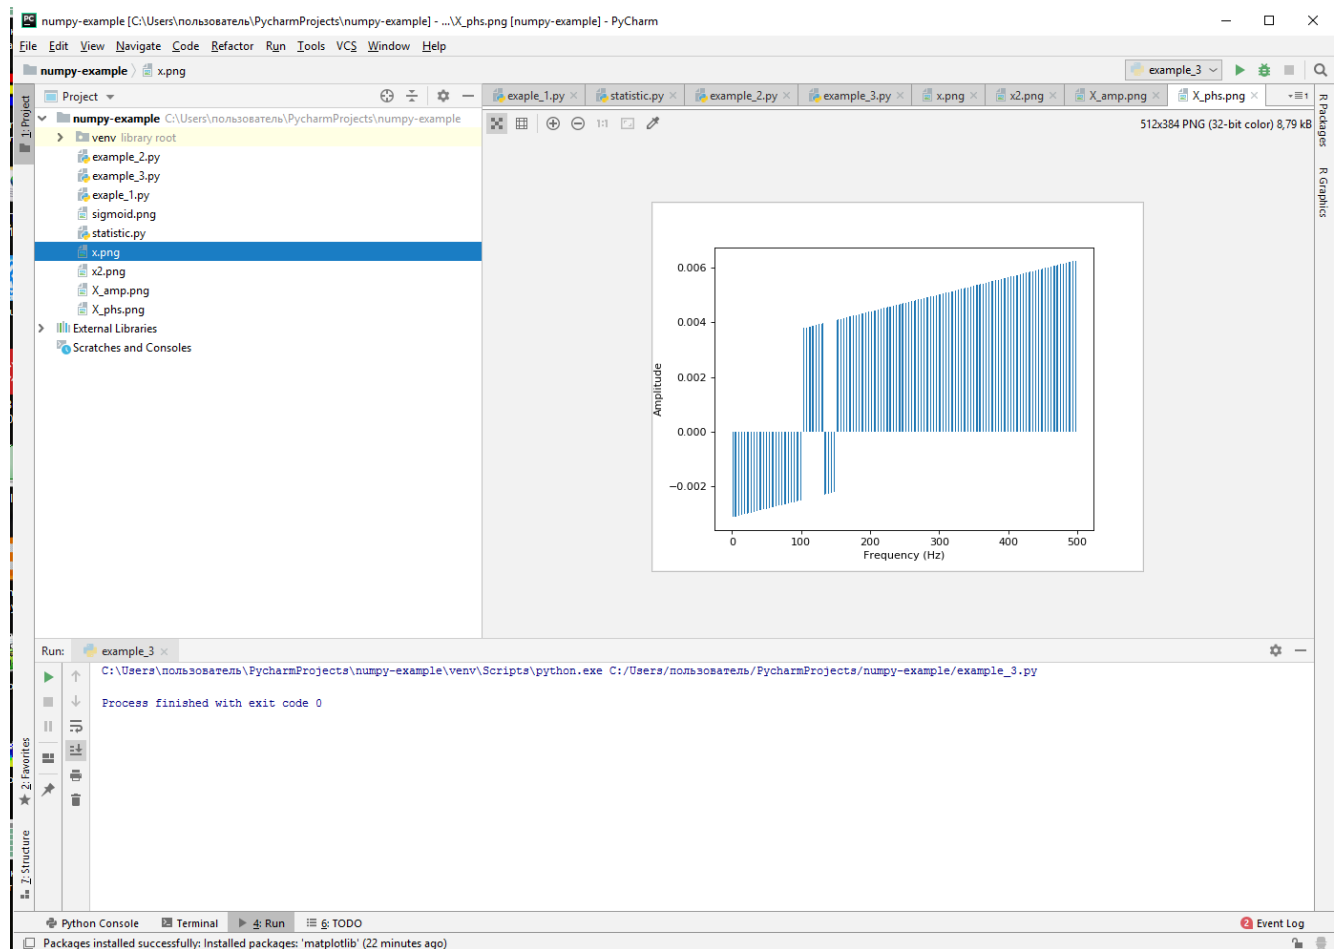 numpy-example [C:\Users\пользователь\PycharmProjects\numpy-example] - ...\X_phs.png [numpy-example] - PyCharm
File Edit View Navigate Code Refactor Run Tools VCS Window Help
numpy-example x.png
example_3
1: Project
Project
exaple_1.py
statistic.py
example_2.py
example_3.py
x.png
x2.png
X_amp.png
X_phs.png
1
numpy-example C:\Users\пользователь\PycharmProjects\numpy-example
venv library root
example_2.py
example_3.py
exaple_1.py
sigmoid.png
statistic.py
x.png
x2.png
X_amp.png
X_phs.png
External Libraries
Scratches and Consoles
1:1
512x384 PNG (32-bit color) 8,79 kB
R Packages
R Graphics
0.006
0.004
0.002
0.000
−0.002
Amplitude
0 100 200 300 400 500
Frequency (Hz)
Run: example_3
C:\Users\пользователь\PycharmProjects\numpy-example\venv\Scripts\python.exe C:/Users/пользователь/PycharmProjects/numpy-example/example_3.py
Process finished with exit code 0
2: Favorites
7: Structure
Python Console Terminal 4: Run 6: TODO
2 Event Log
Packages installed successfully: Installed packages: 'matplotlib' (22 minutes ago)